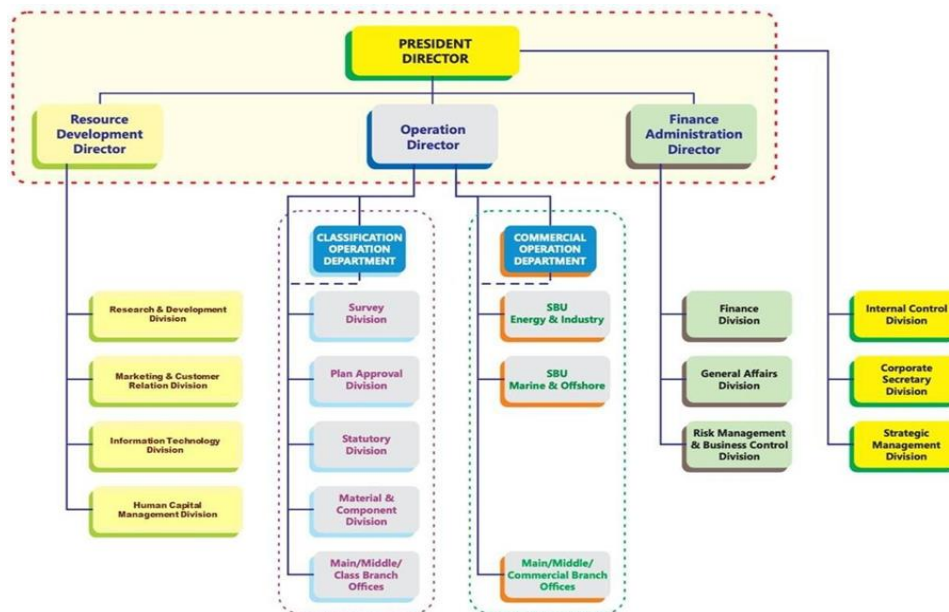 PRESIDENT
DIRECTOR
Resource
Development
Director
Operation
Director
Finance
Administration
Director
CLASSIFICATION
OPERATION
DEPARTMENT
COMMERCIAL
OPERATION
DEPARTMENT
Research & Development
Division
Survey
Division
SBU
Energy & Industry
Finance
Division
Internal Control
Division
Marketing & Customer
Relation Division
Plan Approval
Division
SBU
Marine & Offshore
General Affairs
Division
Corporate
Secretary
Division
Information Technology
Division
Statutory
Division
Risk Management
& Business Control
Division
Strategic
Management
Division
Human Capital
Management Division
Material &
Component
Division
Main/Middle/
Class Branch
Offices
Main/Middle/
Commercial Branch
Offices